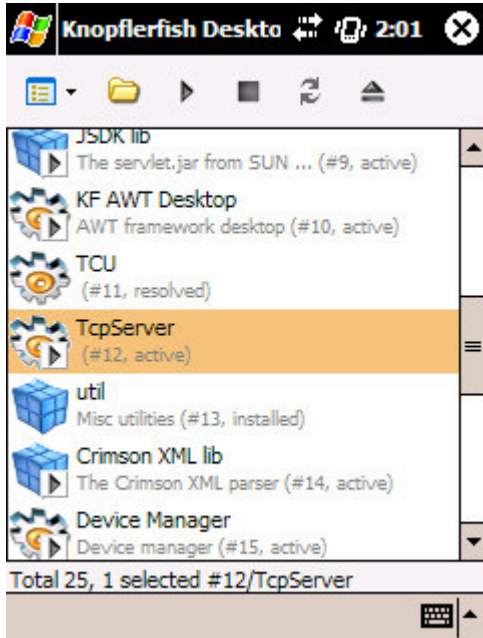 Knopflerfish Deskto 2:01
JSDK lib
The servlet.jar from SUN ... (#9, active)
KF AWT Desktop
AWT framework desktop (#10, active)
TCU
(#11, resolved)
TcpServer
(#12, active)
util
Misc utilities (#13, installed)
Crimson XML lib
The Crimson XML parser (#14, active)
Device Manager
Device manager (#15, active)
Total 25, 1 selected #12/TcpServer